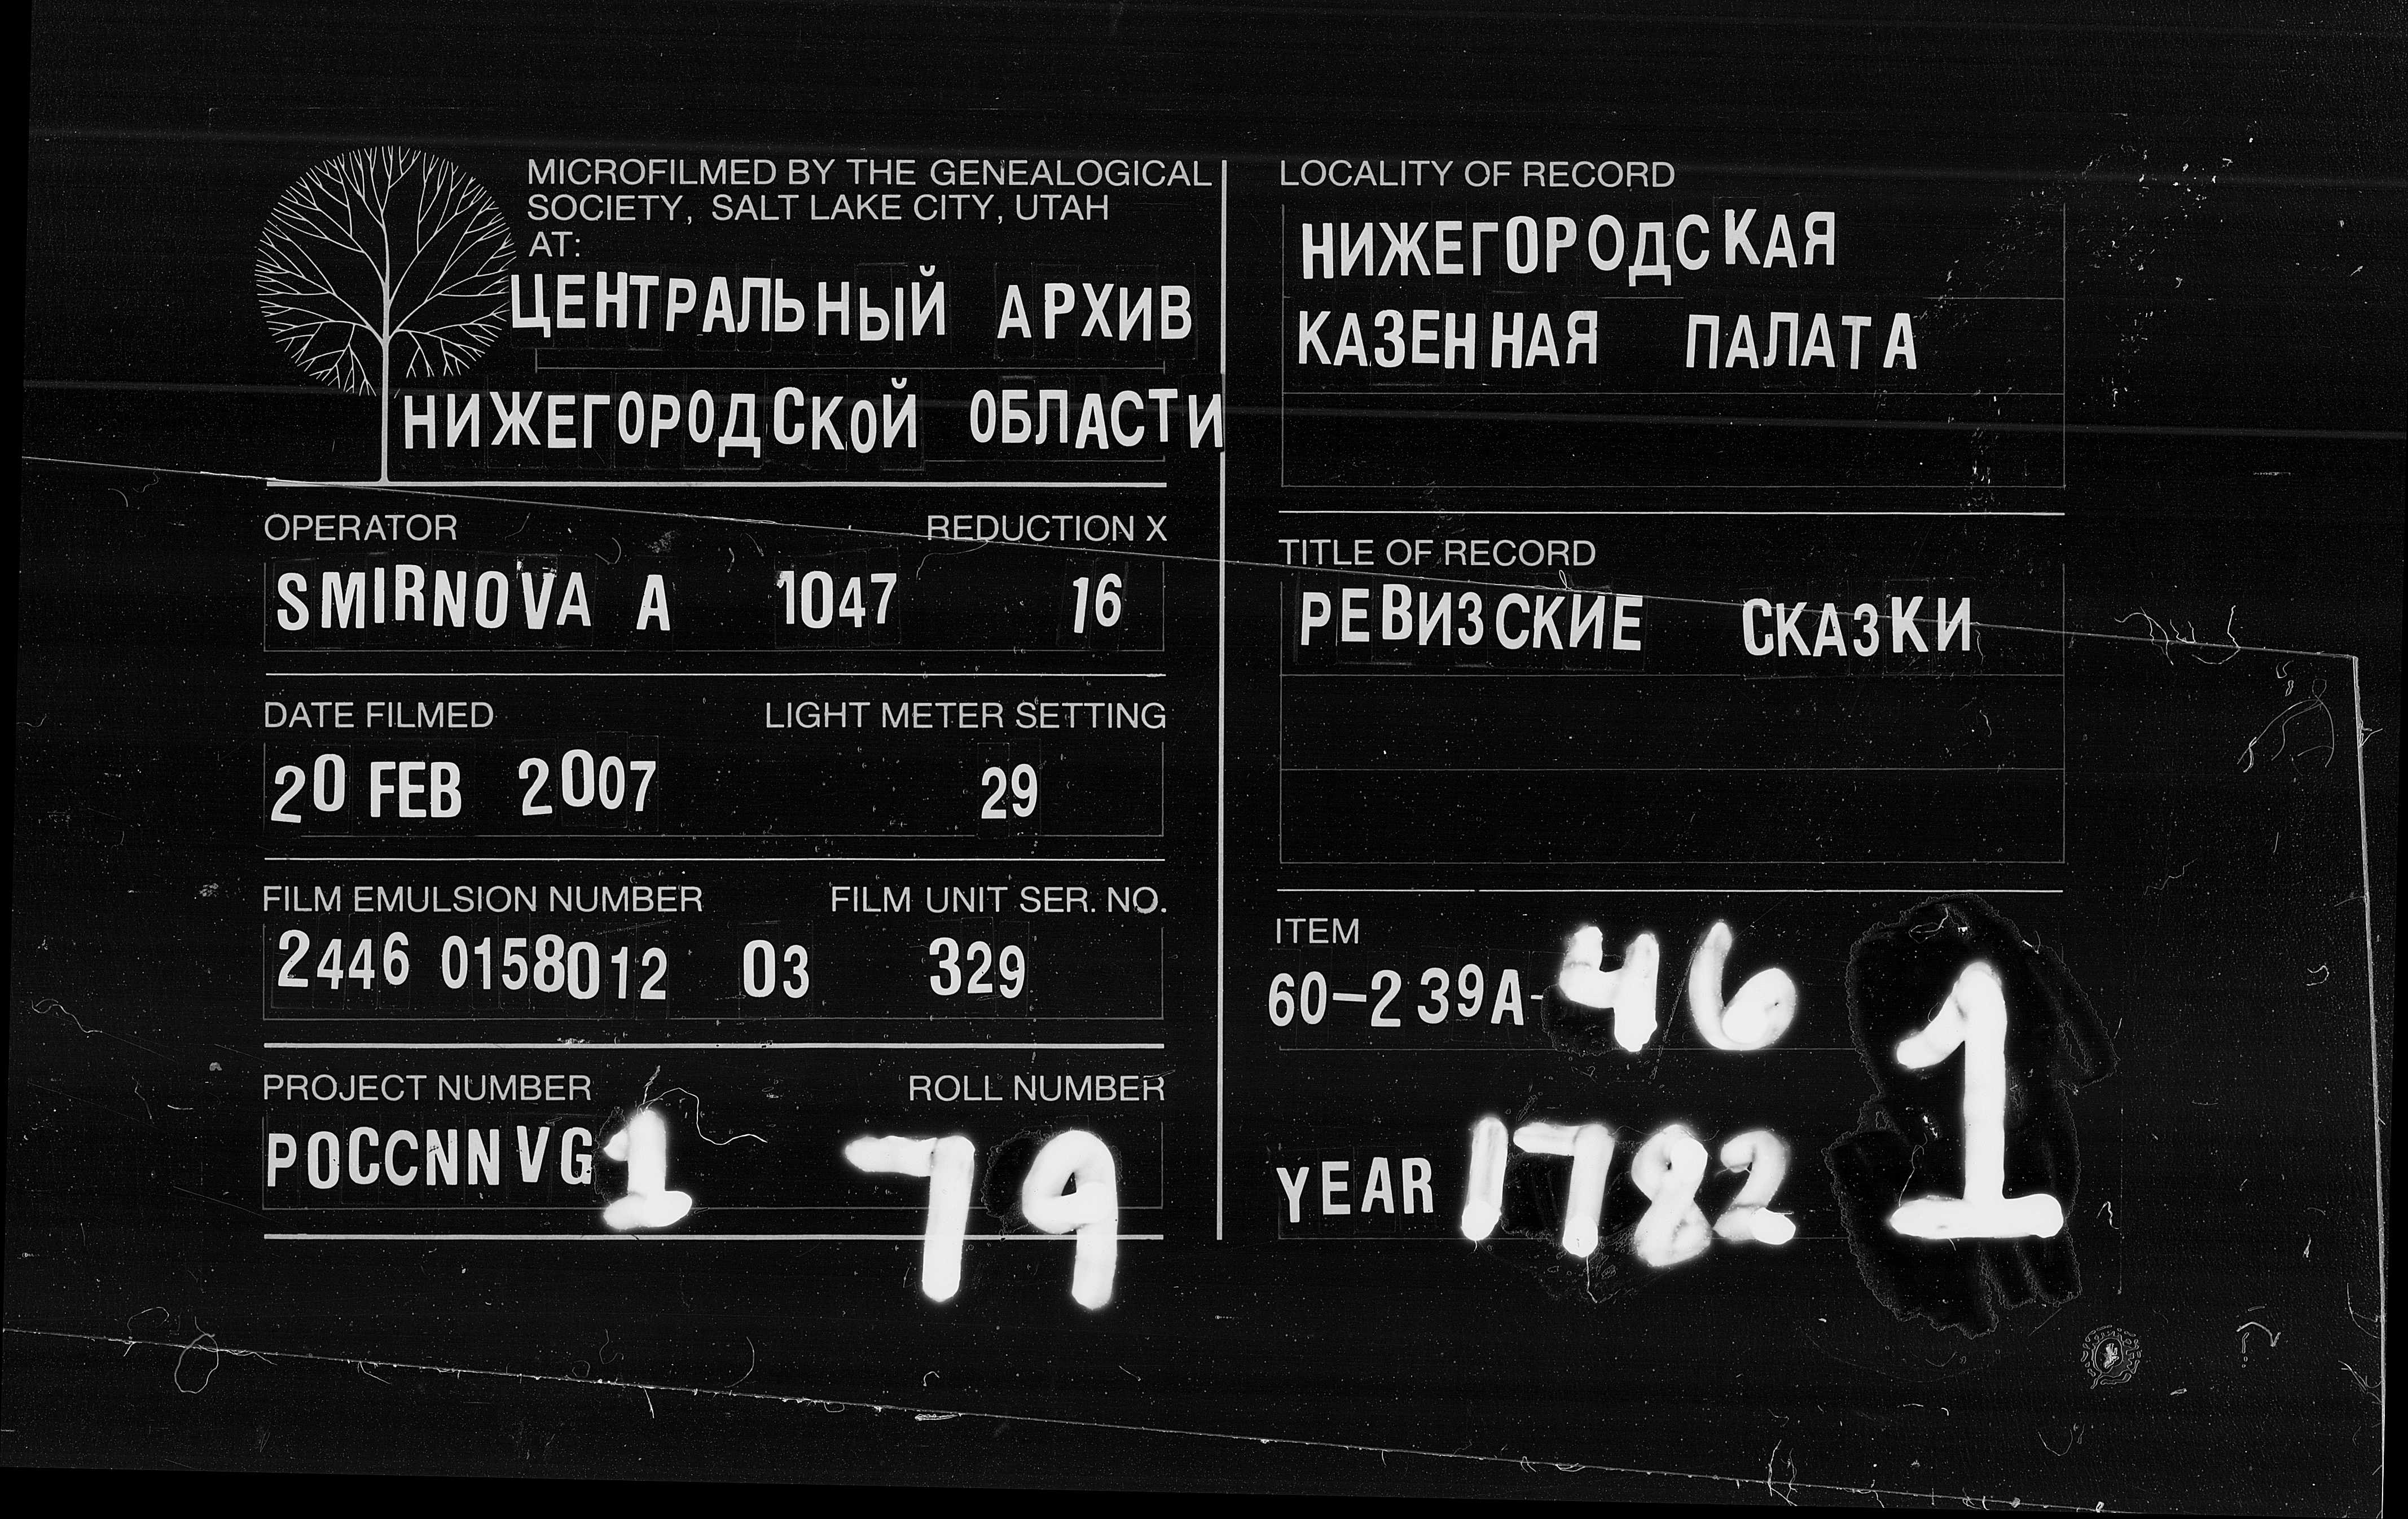 MICROFILMED BY THE GENEALOGICAL
SOCIETY, SALT LAKE CITY, UTAH
AT:
ЦЕНТРАЛЬНЫЙ АРХИВ
НИЖЕГОРОДСКОЙ ОБЛАСТИ
OPERATOR REDUCTION X
SMIRNOVA A 1047 16
DATE FILMED LIGHT METER SETTING
20 FEB 2007 29
FILM EMULSION NUMBER FILM UNIT SER. NO.
2446 0158012 03 329
PROJECT NUMBER ROLL NUMBER
POCCNNVG1 79
LOCALITY OF RECORD
НИЖЕГОРОДСКАЯ
КАЗЕННАЯ ПАЛАТА
TITLE OF RECORD
РЕВИЗСКИЕ СКАЗКИ
ITEM
60-239A-46 1
YEAR 1782